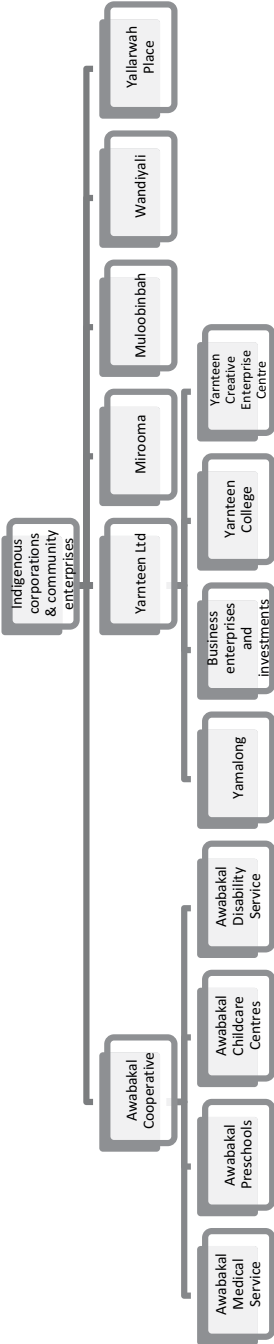 Indigenous
corporations
& community
enterprises
Awabakal
Cooperative
Yarnteen Ltd
Mirooma
Muloobinbah
Wandiyali
Yallarwah
Place
Awabakal
Medical
Service
Awabakal
Preschools
Awabakal
Childcare
Centres
Awabakal
Disability
Service
Yamalong
Business
enterprises
and
investments
Yarnteen
College
Yarnteen
Creative
Enterprise
Centre